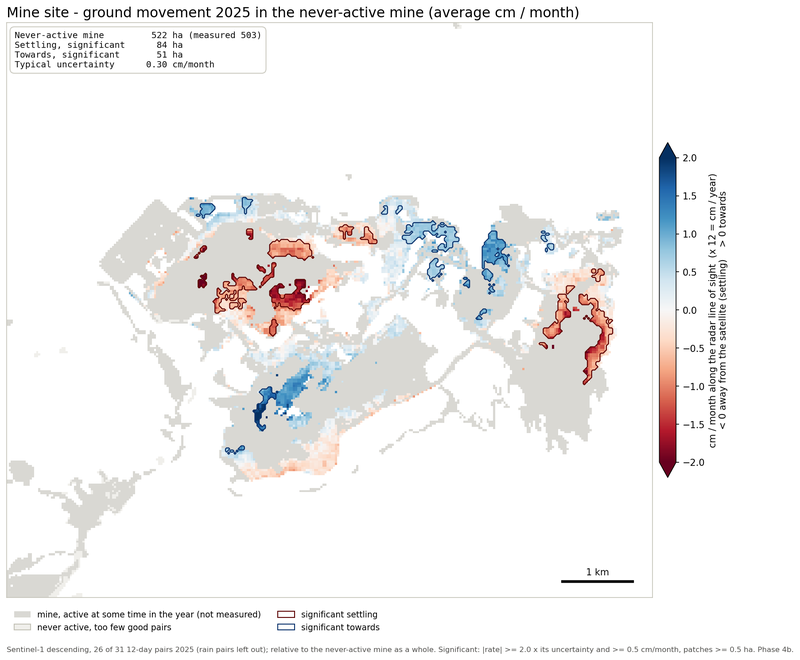 Mine site - ground movement 2025 in the never-active mine (average cm / month)
Never-active mine 522 ha (measured 503)
Settling, significant 84 ha
Towards, significant 51 ha
Typical uncertainty 0.30 cm/month
2.0
1.5
1.0
0.5
0.0
−0.5
−1.0
−1.5
−2.0
cm / month along the radar line of sight (x 12 = cm / year)
< 0 away from the satellite (settling) > 0 towards
1 km
mine, active at some time in the year (not measured)
never active, too few good pairs
significant settling
significant towards
Sentinel-1 descending, 26 of 31 12-day pairs 2025 (rain pairs left out); relative to the never-active mine as a whole. Significant: |rate| >= 2.0 x its uncertainty and >= 0.5 cm/month, patches >= 0.5 ha. Phase 4b.